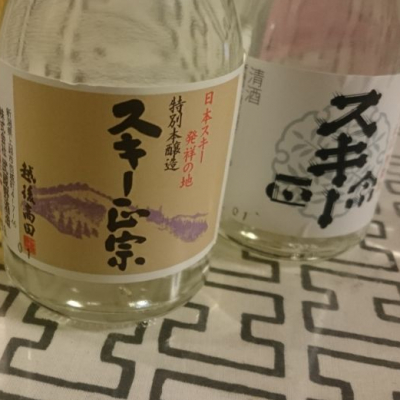 日本スキー
発祥の地
特別本醸造
スキー正宗
越後高田
清酒
スキー
正宗